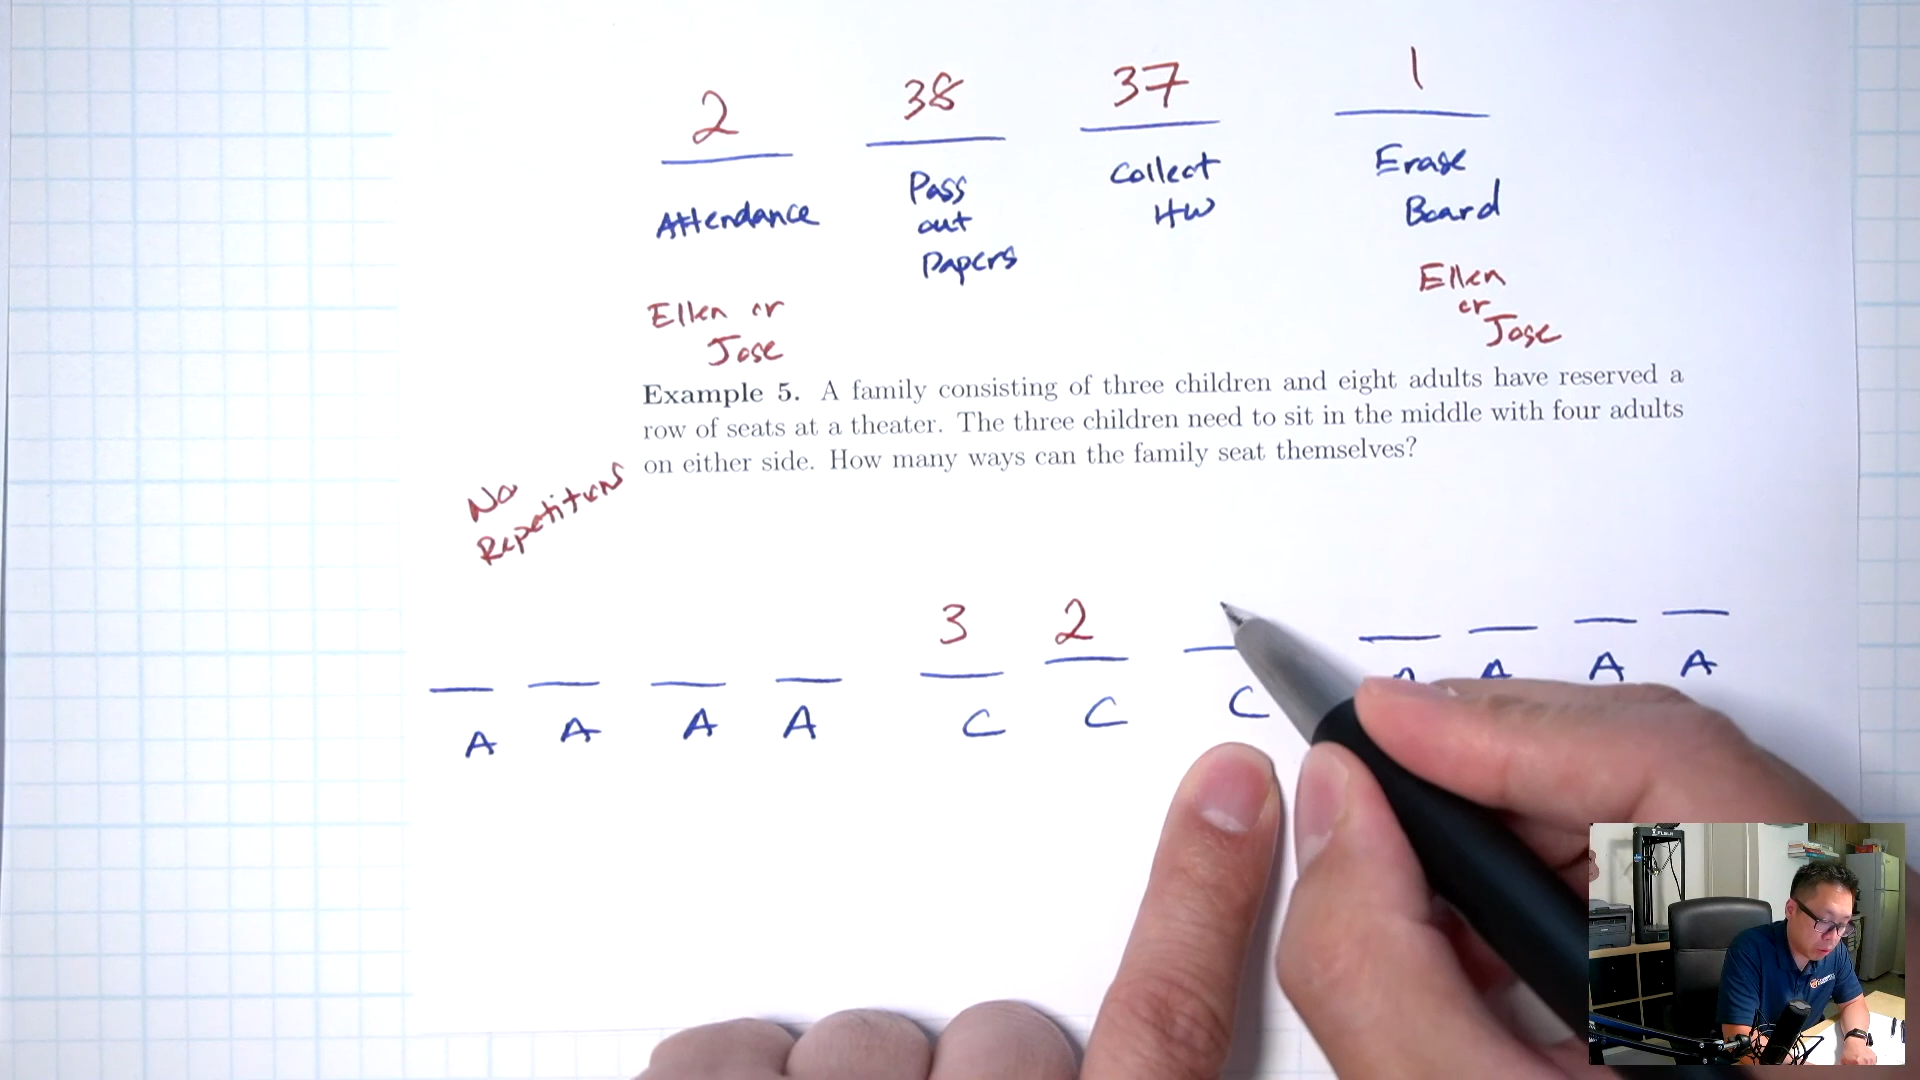 2 38 37 1
Attendance Pass out Papers Collect HW Erase Board
Ellen or Jose Ellen or Jose
Example 5. A family consisting of three children and eight adults have reserved a
row of seats at a theater. The three children need to sit in the middle with four adults
on either side. How many ways can the family seat themselves?
No
Repetitions
3 2
A A A A C C C A A A